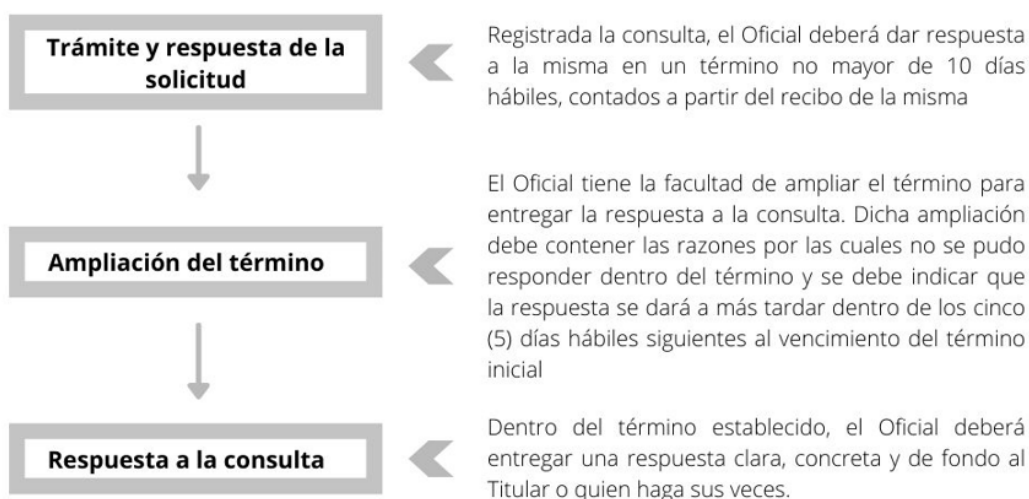 Trámite y respuesta de la
solicitud
Registrada la consulta, el Oficial deberá dar respuesta
a la misma en un término no mayor de 10 días
hábiles, contados a partir del recibo de la misma
Ampliación del término
El Oficial tiene la facultad de ampliar el término para
entregar la respuesta a la consulta. Dicha ampliación
debe contener las razones por las cuales no se pudo
responder dentro del término y se debe indicar que
la respuesta se dará a más tardar dentro de los cinco
(5) días hábiles siguientes al vencimiento del término
inicial
Respuesta a la consulta
Dentro del término establecido, el Oficial deberá
entregar una respuesta clara, concreta y de fondo al
Titular o quien haga sus veces.